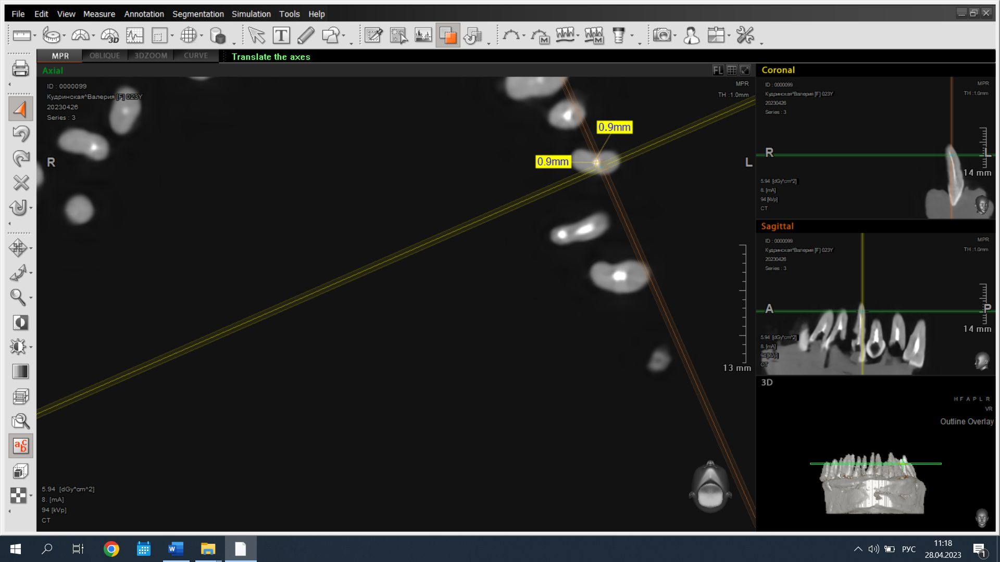 File Edit View Measure Annotation Segmentation Simulation Tools Help
T
3D
M
M
MPR OBLIQUE 3DZOOM CURVE Translate the axes
Axial
FL
ID : 0000099
Кудринская^Валерия [F] 023Y
20230426
Series : 3
MPR
TH :1.0mm
0.9mm
0.9mm
R
L
13 mm
5.94 [dGy*cm^2]
8. [mA]
94 [kVp]
CT
Coronal
ID : 0000099
Кудринская^Валерия [F] 023Y
20230426
Series : 3
MPR
TH :1.0mm
R
L
14 mm
5.94 [dGy*cm^2]
8. [mA]
94 [kVp]
CT
Sagittal
ID : 0000099
Кудринская^Валерия [F] 023Y
20230426
Series : 3
MPR
TH :1.0mm
A
P
14 mm
5.94 [dGy*cm^2]
8. [mA]
94 [kVp]
CT
3D
H F A P L R
VR
Outline Overlay
acb
W
РУС
11:18
28.04.2023
1